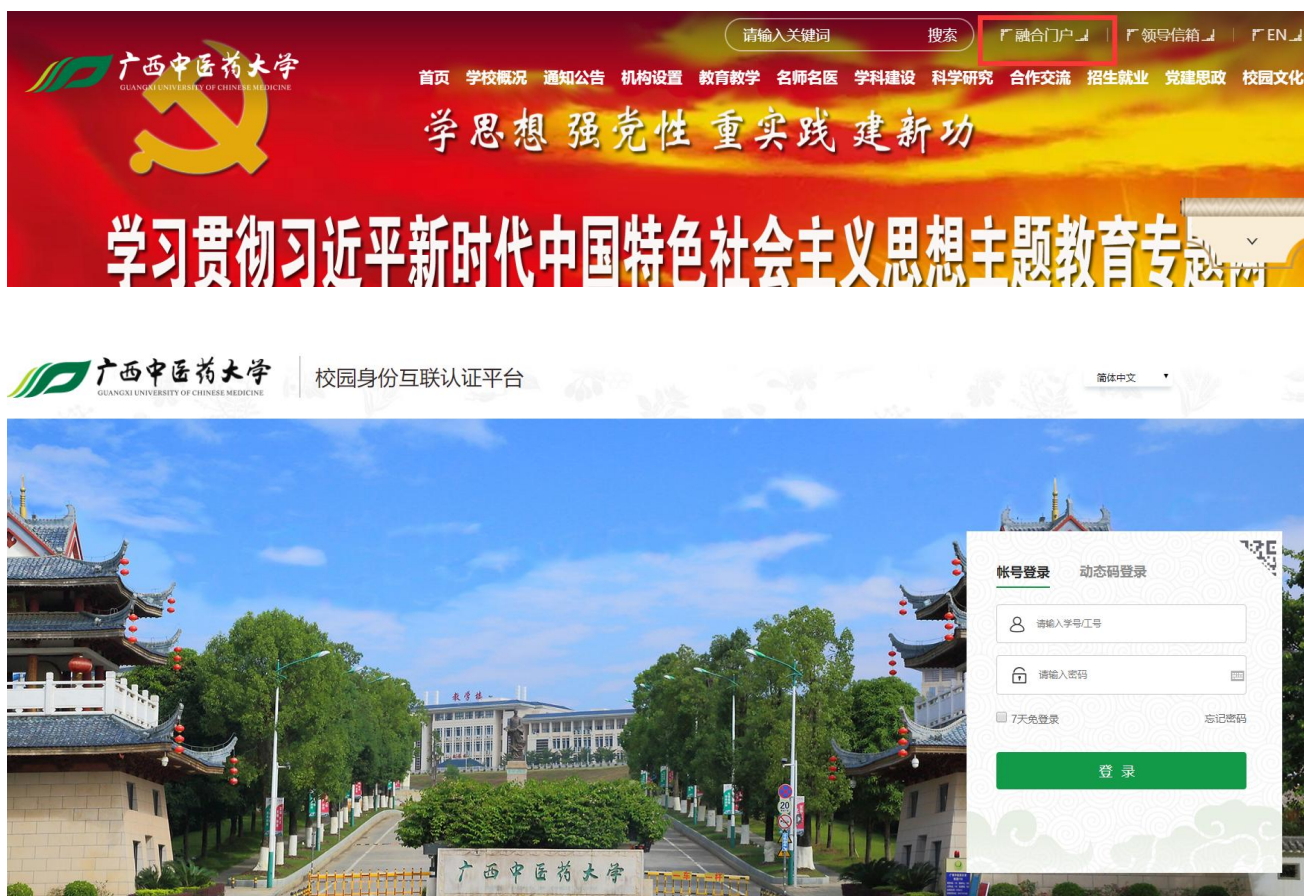 请输入关键词 搜索 融合门户 领导信箱 EN
广西中医药大学
GUANGXI UNIVERSITY OF CHINESE MEDICINE
首页 学校概况 通知公告 机构设置 教育教学 名师名医 学科建设 科学研究 合作交流 招生就业 党建思政 校园文化
学思想 强党性 重实践 建新功
学习贯彻习近平新时代中国特色社会主义思想主题教育专题网
广西中医药大学
GUANGXI UNIVERSITY OF CHINESE MEDICINE
校园身份互联认证平台
简体中文
帐号登录 动态码登录
请输入学号/工号
请输入密码
7天免登录 忘记密码
登 录
教学楼
20
广西中医药大学
一车一杆